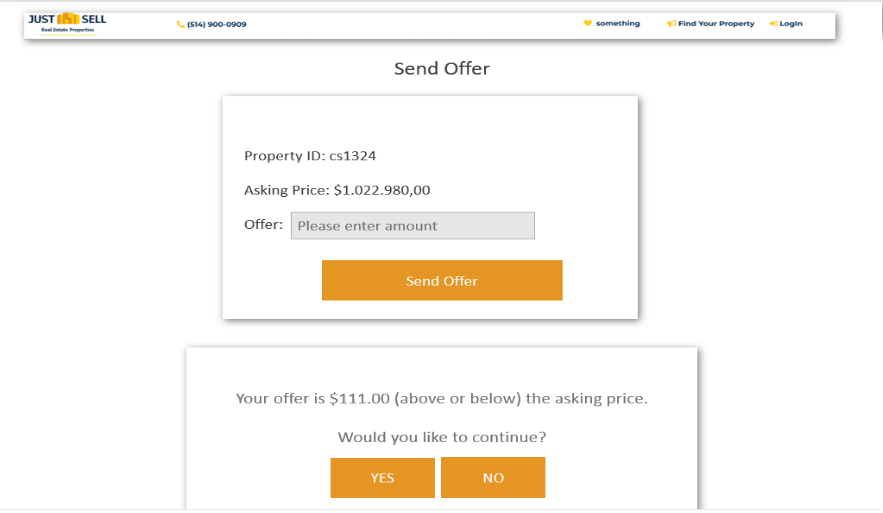 JUST SELL
Real Estate Properties
(514) 900-0909
something
Find Your Property
LogIn
Send Offer
Property ID: cs1324
Asking Price: $1.022.980,00
Offer: Please enter amount
Send Offer
Your offer is $111.00 (above or below) the asking price.
Would you like to continue?
YES
NO